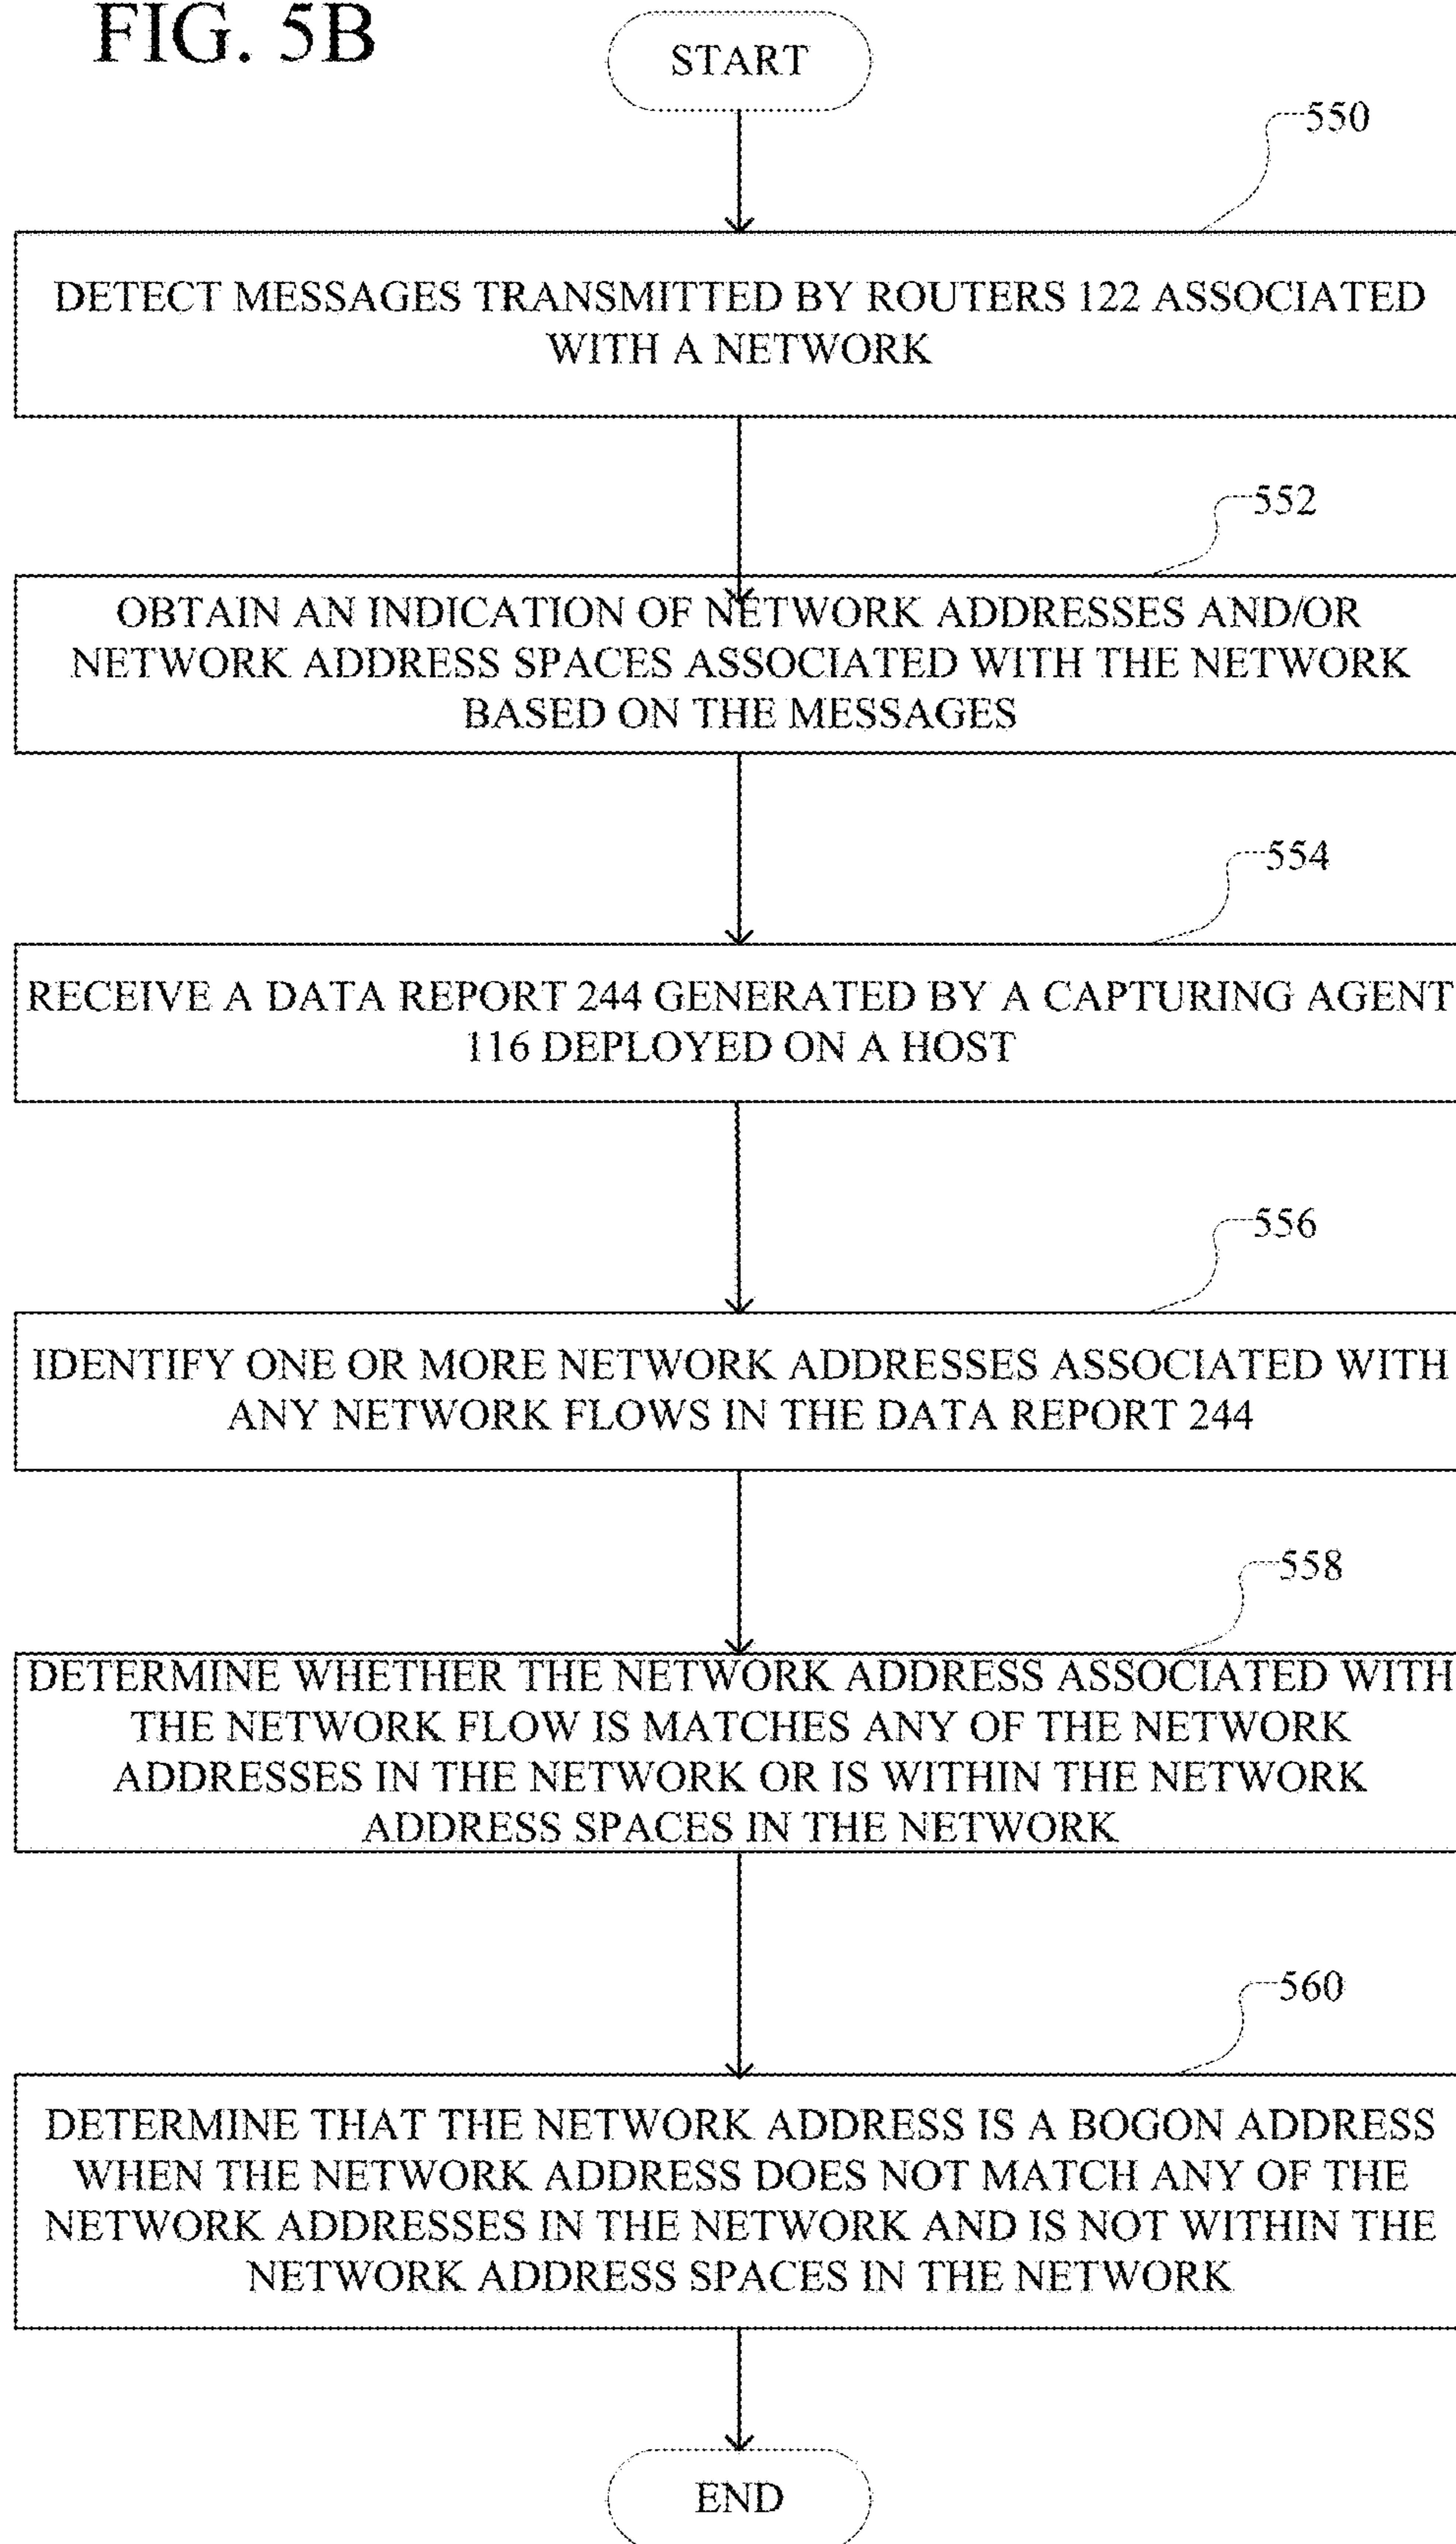 FIG. 5B
START
550
DETECT MESSAGES TRANSMITTED BY ROUTERS 122 ASSOCIATED
WITH A NETWORK
552
OBTAIN AN INDICATION OF NETWORK ADDRESSES AND/OR
NETWORK ADDRESS SPACES ASSOCIATED WITH THE NETWORK
BASED ON THE MESSAGES
554
RECEIVE A DATA REPORT 244 GENERATED BY A CAPTURING AGENT
116 DEPLOYED ON A HOST
556
IDENTIFY ONE OR MORE NETWORK ADDRESSES ASSOCIATED WITH
ANY NETWORK FLOWS IN THE DATA REPORT 244
558
DETERMINE WHETHER THE NETWORK ADDRESS ASSOCIATED WITH
THE NETWORK FLOW IS MATCHES ANY OF THE NETWORK
ADDRESSES IN THE NETWORK OR IS WITHIN THE NETWORK
ADDRESS SPACES IN THE NETWORK
560
DETERMINE THAT THE NETWORK ADDRESS IS A BOGON ADDRESS
WHEN THE NETWORK ADDRESS DOES NOT MATCH ANY OF THE
NETWORK ADDRESSES IN THE NETWORK AND IS NOT WITHIN THE
NETWORK ADDRESS SPACES IN THE NETWORK
END